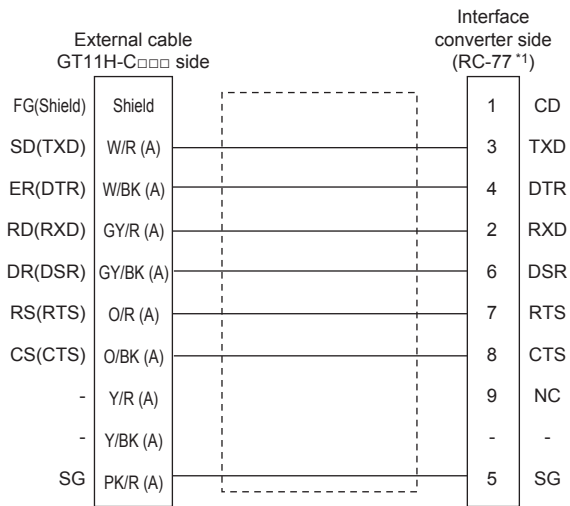 External cable
GT11H-C□□□ side
Interface
converter side
(RC-77 *1)
FG(Shield) Shield 1 CD
SD(TXD) W/R (A) 3 TXD
ER(DTR) W/BK (A) 4 DTR
RD(RXD) GY/R (A) 2 RXD
DR(DSR) GY/BK (A) 6 DSR
RS(RTS) O/R (A) 7 RTS
CS(CTS) O/BK (A) 8 CTS
- Y/R (A) 9 NC
- Y/BK (A) - -
SG PK/R (A) 5 SG